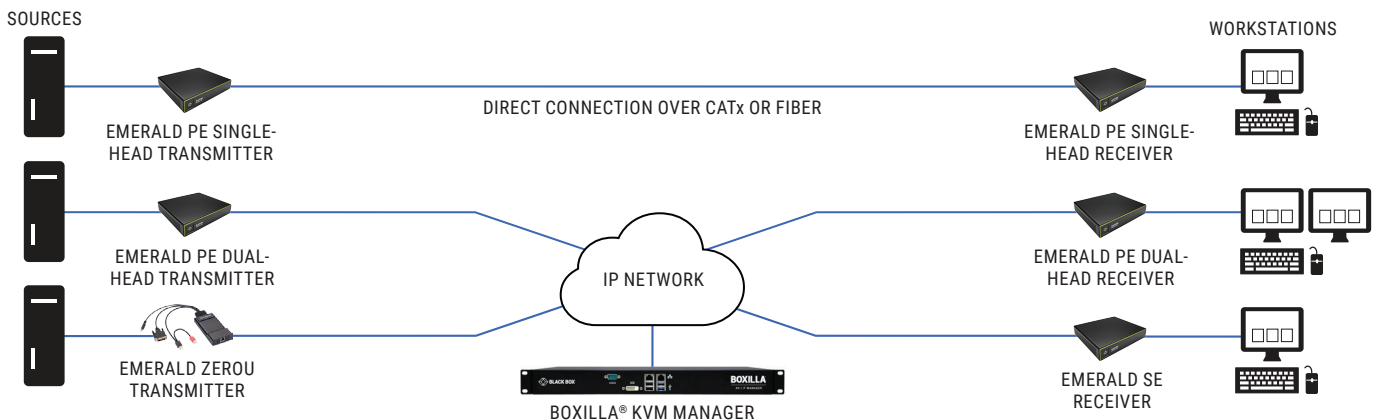 SOURCES
WORKSTATIONS
DIRECT CONNECTION OVER CATx OR FIBER
EMERALD PE SINGLE-
HEAD TRANSMITTER
EMERALD PE SINGLE-
HEAD RECEIVER
EMERALD PE DUAL-
HEAD TRANSMITTER
IP NETWORK
EMERALD PE DUAL-
HEAD RECEIVER
EMERALD ZEROU
TRANSMITTER
BLACK BOX
BOXILLA
EMERALD SE
RECEIVER
BOXILLA® KVM MANAGER